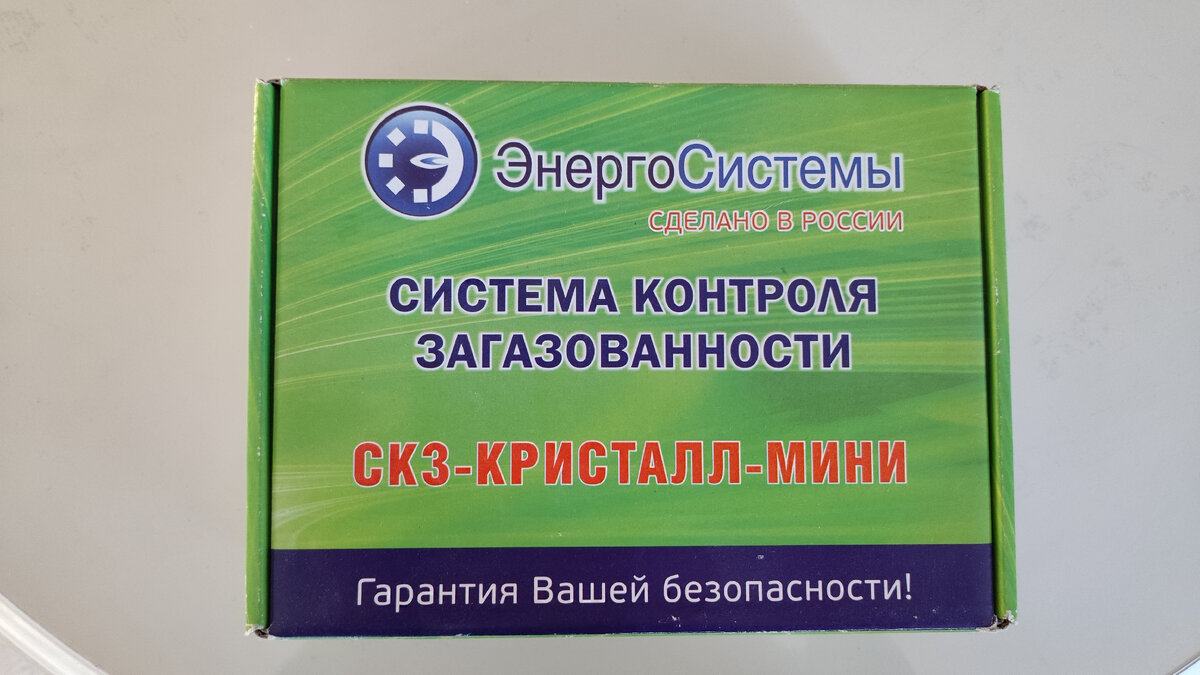 ЭнергоСистемы
СДЕЛАНО В РОССИИ
СИСТЕМА КОНТРОЛЯ
ЗАГАЗОВАННОСТИ
СКЗ-КРИСТАЛЛ-МИНИ
Гарантия Вашей безопасности!